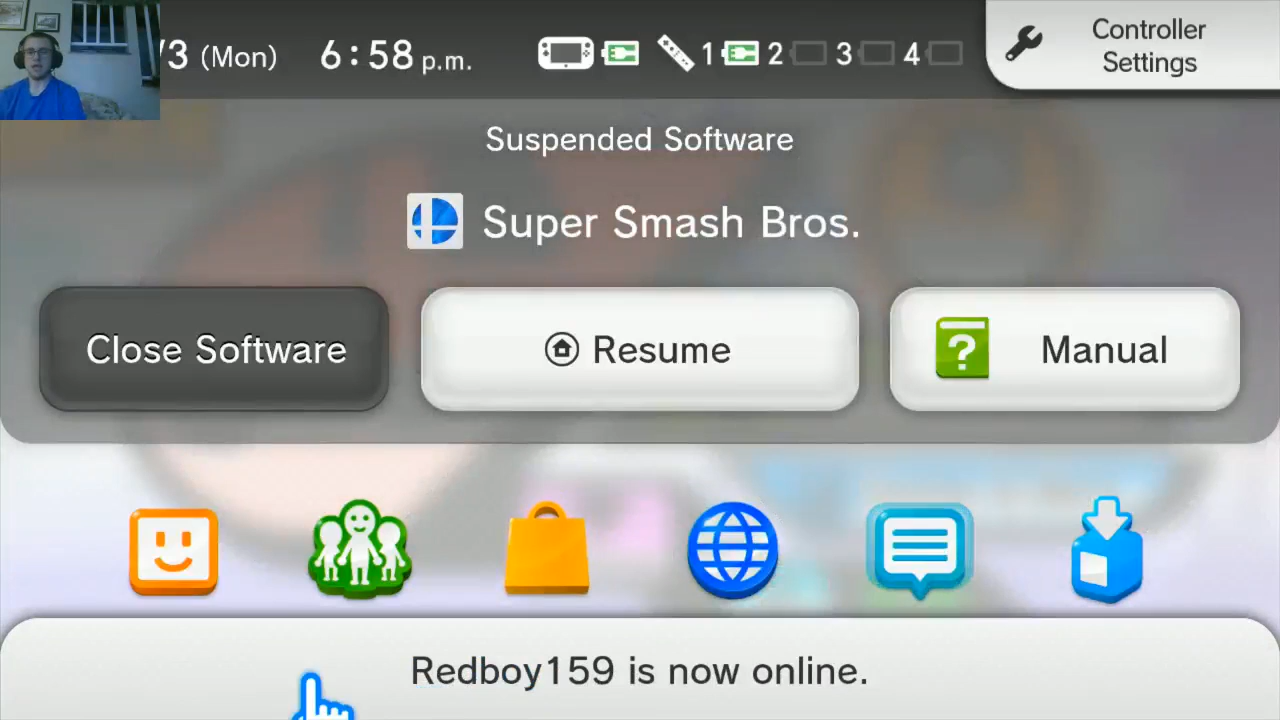 /3 (Mon) 6:58 p.m. 1 2 3 4
Controller
Settings
Suspended Software
Super Smash Bros.
Close Software Resume ? Manual
Redboy159 is now online.